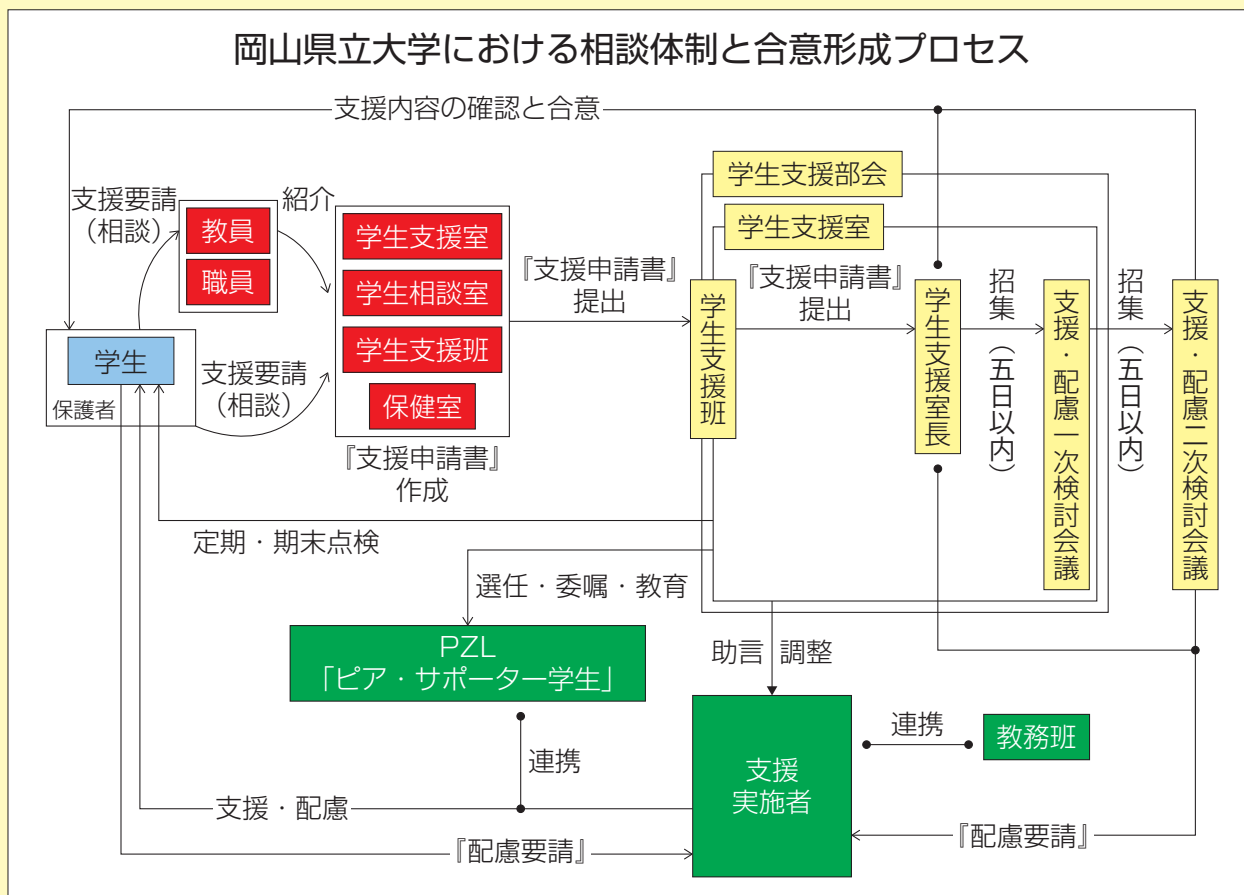 岡山県立大学における相談体制と合意形成プロセス
支援内容の確認と合意
学生支援部会
支援要請
（相談）
紹介
教員
職員
学生支援室
学生相談室
学生支援班
保健室
『支援申請書』
作成
学生
保護者
支援要請
（相談）
『支援申請書』
提出
学生支援室
学生支援班
『支援申請書』
提出
学生支援室長
招集（五日以内）
支援・配慮一次検討会議
招集（五日以内）
支援・配慮二次検討会議
定期・期末点検
選任・委嘱・教育
PZL
「ピア・サポーター学生」
助言
調整
連携
支援
実施者
連携
教務班
支援・配慮
『配慮要請』
『配慮要請』